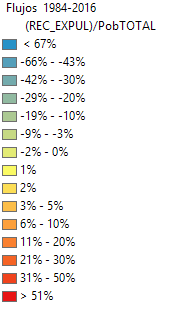 Flujos 1984-2016
(REC_EXPUL)/PobTOTAL
< 67%
-66% - -43%
-42% - -30%
-29% - -20%
-19% - -10%
-9% - -3%
-2% - 0%
1%
2%
3% - 5%
6% - 10%
11% - 20%
21% - 30%
31% - 50%
> 51%